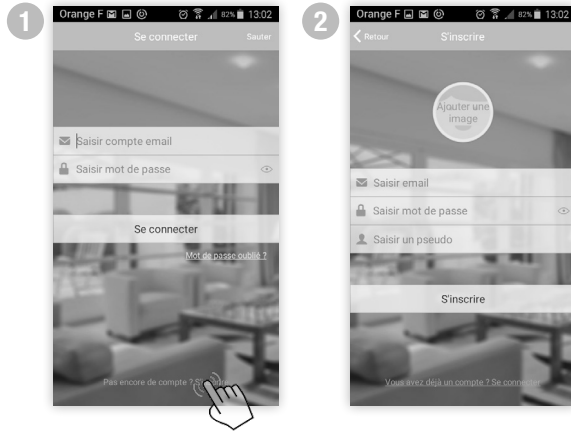 1
Orange F 82% 13:02
Se connecter Sauter
Saisir compte email
Saisir mot de passe
Se connecter
Mot de passe oublié ?
Pas encore de compte ?
2
Orange F 82% 13:02
Retour S'inscrire
Ajouter une
image
Saisir email
Saisir mot de passe
Saisir un pseudo
S'inscrire
Vous avez déjà un compte ? Se connecter